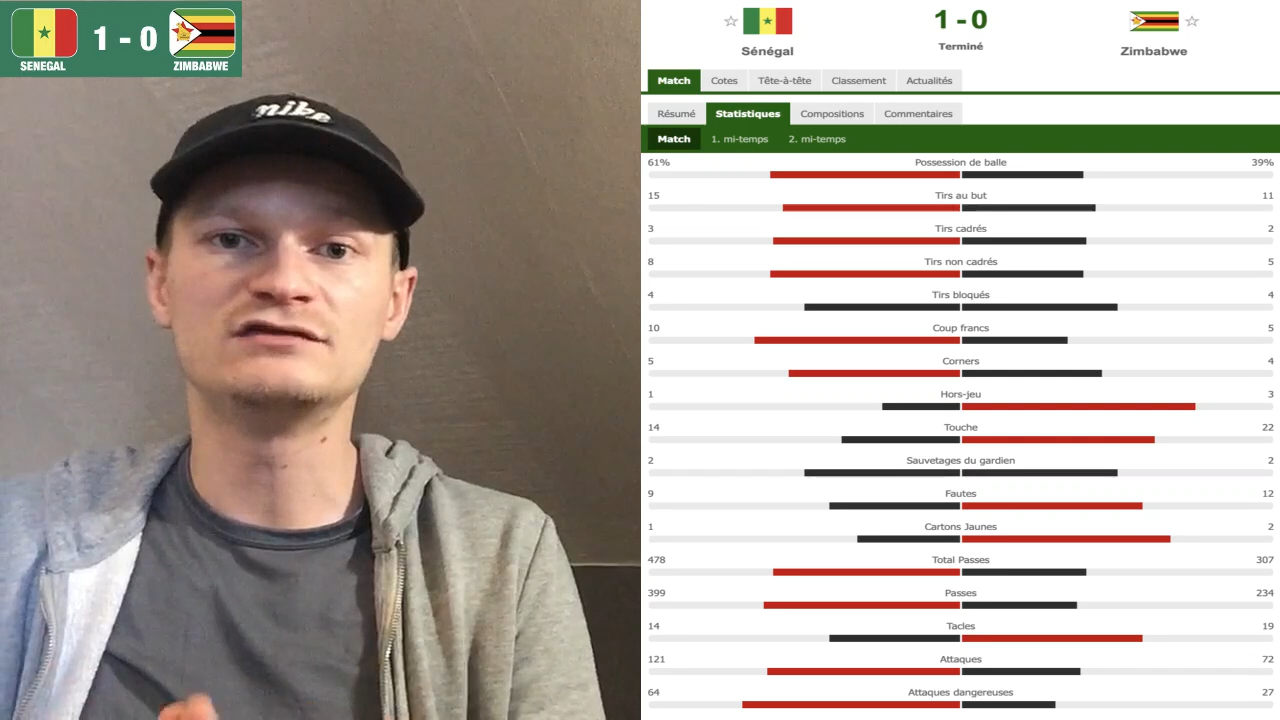 1 - 0
SENEGAL
ZIMBABWE
nike
1 - 0
Terminé
Sénégal
Zimbabwe
Match
Cotes
Tête-à-tête
Classement
Actualités
Résumé
Statistiques
Compositions
Commentaires
Match
1. mi-temps
2. mi-temps
61% Possession de balle 39%
15 Tirs au but 11
3 Tirs cadrés 2
8 Tirs non cadrés 5
4 Tirs bloqués 4
10 Coup francs 5
5 Corners 4
1 Hors-jeu 3
14 Touche 22
2 Sauvetages du gardien 2
9 Fautes 12
1 Cartons Jaunes 2
478 Total Passes 307
399 Passes 234
14 Tacles 19
121 Attaques 72
64 Attaques dangereuses 27